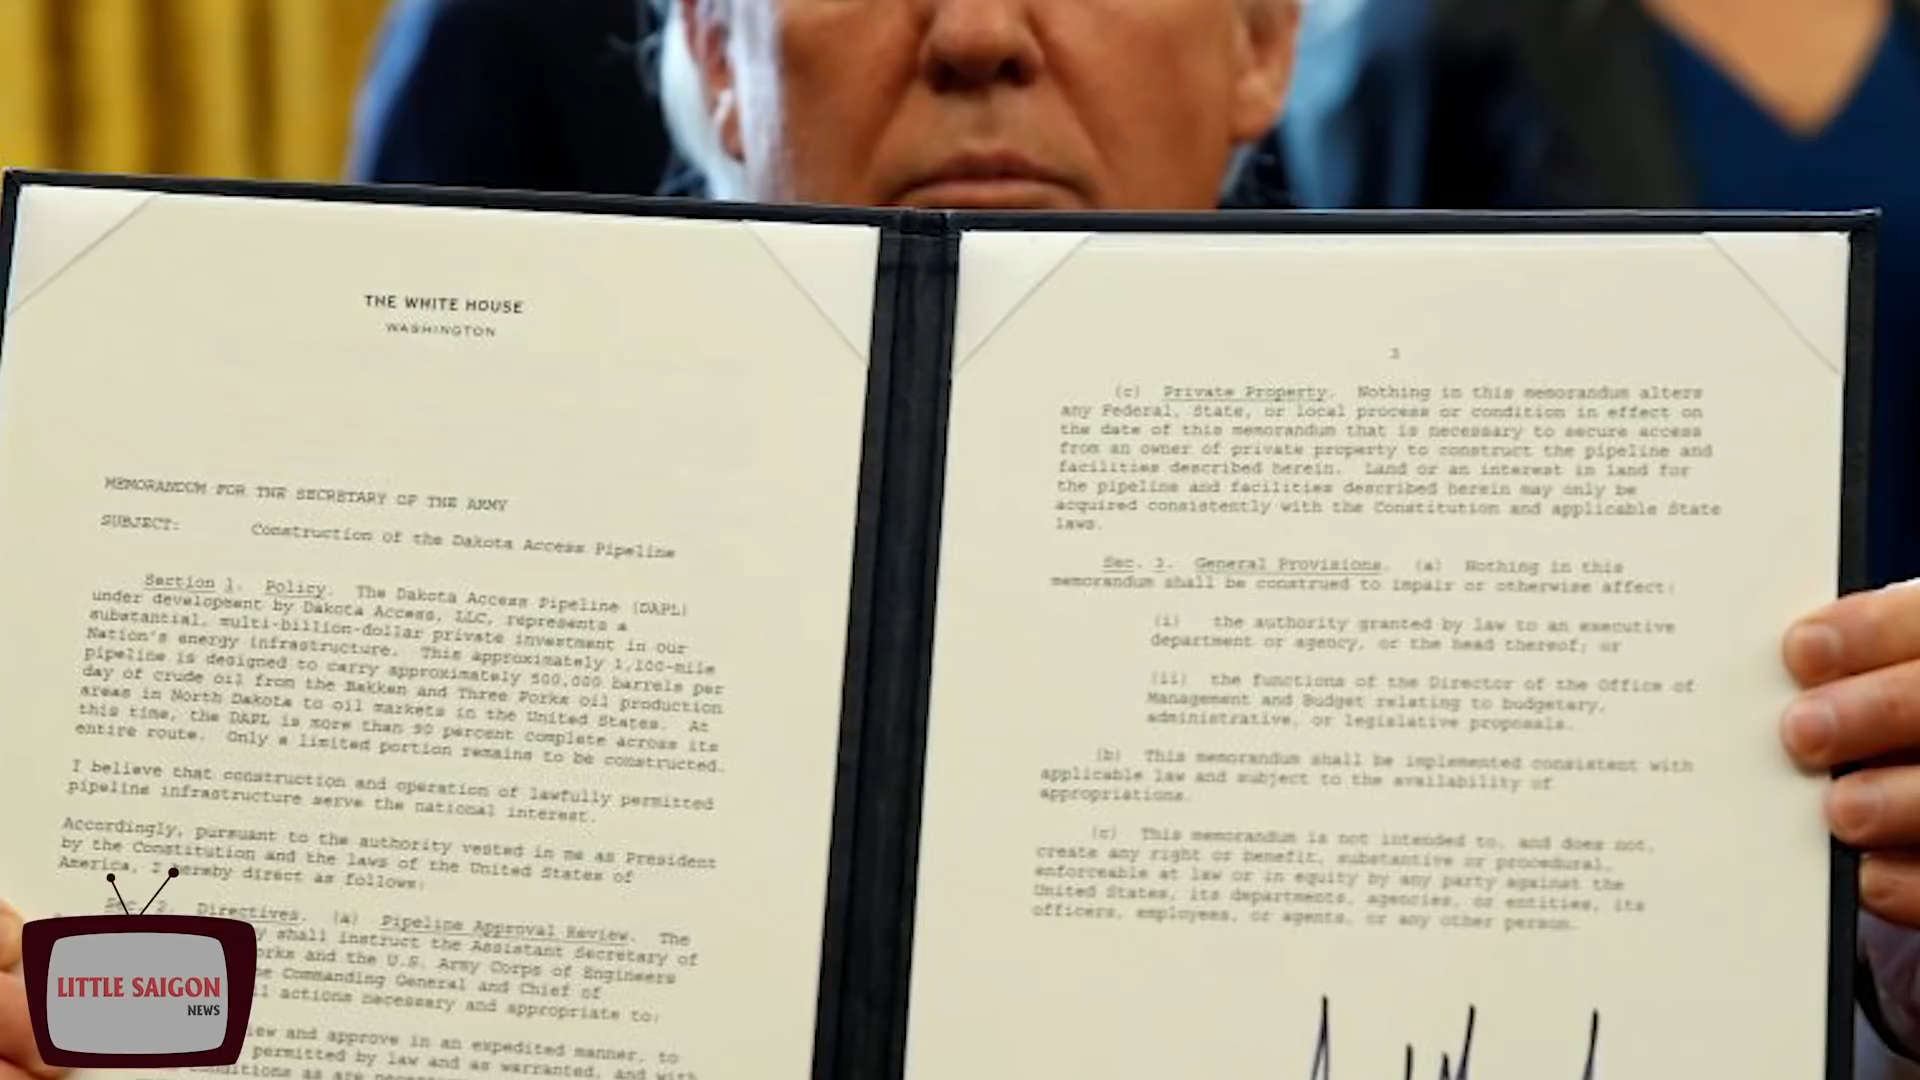 THE WHITE HOUSE
WASHINGTON
MEMORANDUM FOR THE SECRETARY OF THE ARMY
SUBJECT: Construction of the Dakota Access Pipeline
Section 1. Policy. The Dakota Access Pipeline (DAPL)
under development by Dakota Access, LLC, represents a
substantial, multi-billion-dollar private investment in our
Nation's energy infrastructure. This approximately 1,100-mile
pipeline is designed to carry approximately 500,000 barrels per
day of crude oil from the Bakken and Three Forks oil production
areas in North Dakota to oil markets in the United States. At
this time, the DAPL is more than 90 percent complete across its
entire route. Only a limited portion remains to be constructed.
I believe that construction and operation of lawfully permitted
pipeline infrastructure serve the national interest.
Accordingly, pursuant to the authority vested in me as President
by the Constitution and the laws of the United States of
America, I hereby direct as follows:
Sec. 2. Directives. (a) Pipeline Approval Review. The
shall instruct the Assistant Secretary of
and the U.S. Army Corps of Engineers
Commanding General and Chief of
actions necessary and appropriate to:
and approve in an expedited manner, to
permitted by law and as warranted, and with
as are
LITTLE SAIGON
NEWS
3
(c) Private Property. Nothing in this memorandum alters
any Federal, State, or local process or condition in effect on
the date of this memorandum that is necessary to secure access
from an owner of private property to construct the pipeline and
facilities described herein. Land or an interest in land for
the pipeline and facilities described herein may only be
acquired consistently with the Constitution and applicable State
laws.
Sec. 3. General Provisions. (a) Nothing in this
memorandum shall be construed to impair or otherwise affect:
(i) the authority granted by law to an executive
department or agency, or the head thereof; or
(ii) the functions of the Director of the Office of
Management and Budget relating to budgetary,
administrative, or legislative proposals.
(b) This memorandum shall be implemented consistent with
applicable law and subject to the availability of
appropriations.
(c) This memorandum is not intended to, and does not,
create any right or benefit, substantive or procedural,
enforceable at law or in equity by any party against the
United States, its departments, agencies, or entities, its
officers, employees, or agents, or any other person.